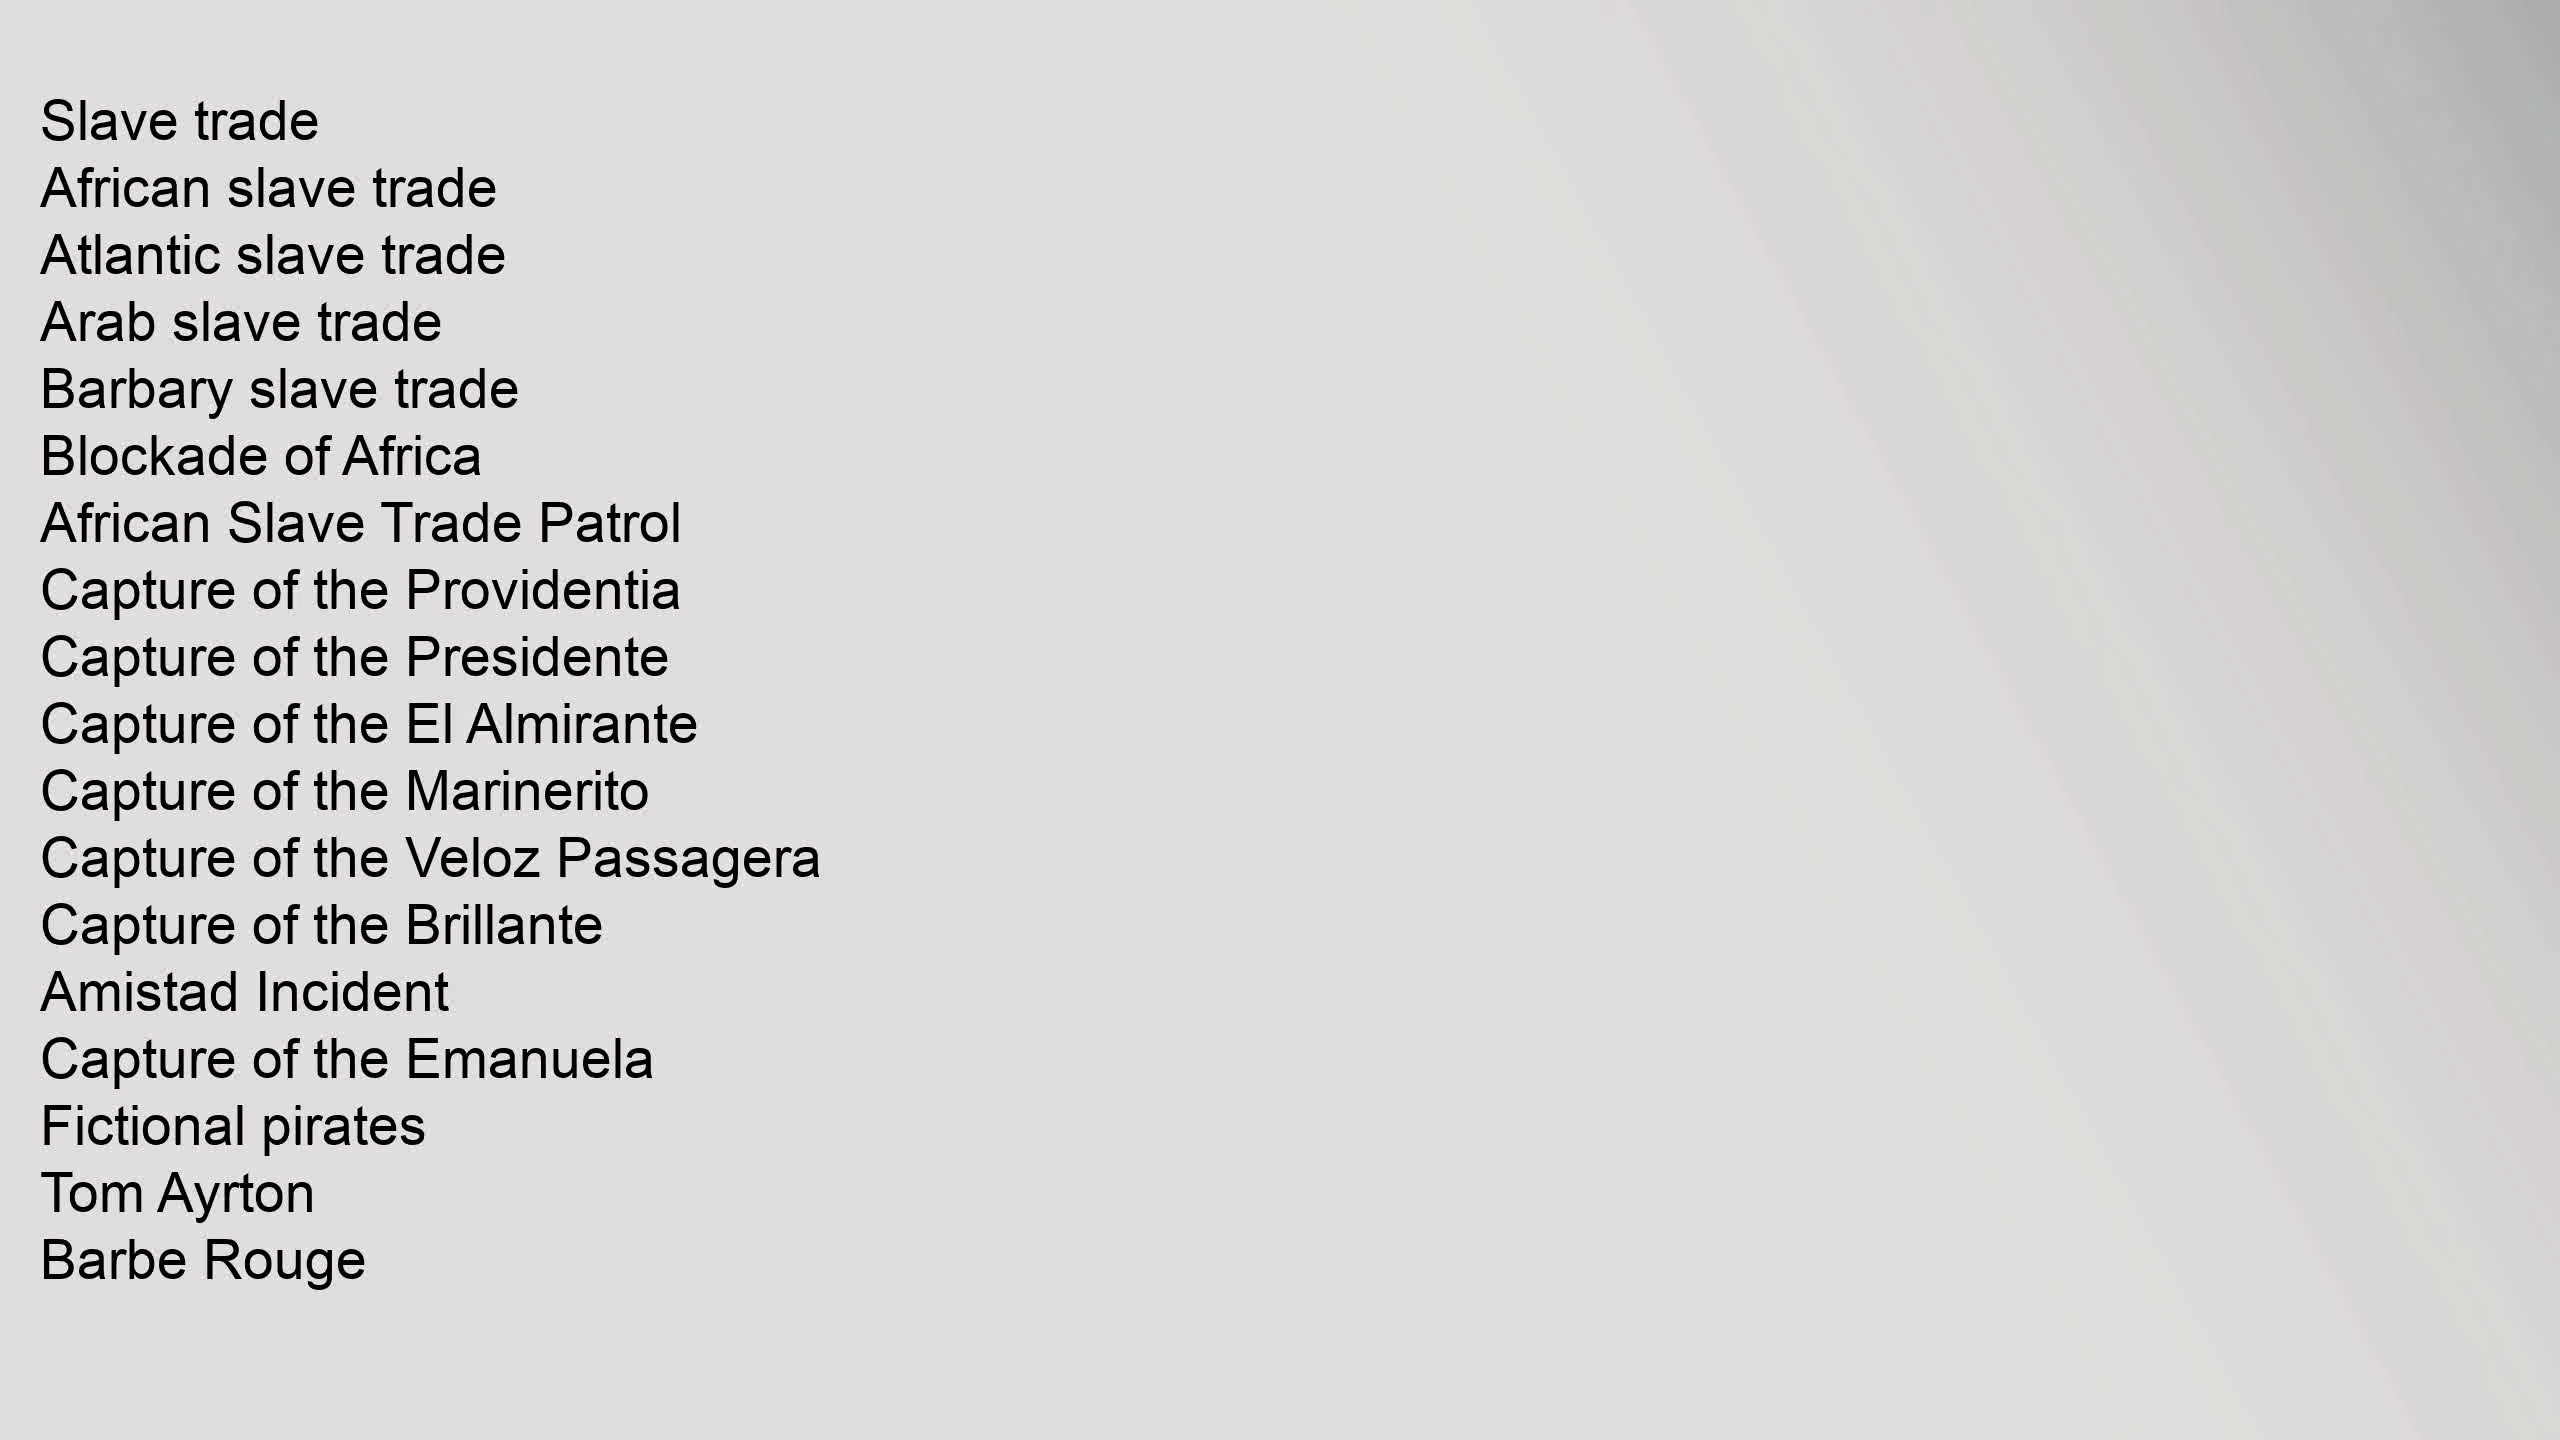 Slave trade
African slave trade
Atlantic slave trade
Arab slave trade
Barbary slave trade
Blockade of Africa
African Slave Trade Patrol
Capture of the Providentia
Capture of the Presidente
Capture of the El Almirante
Capture of the Marinerito
Capture of the Veloz Passagera
Capture of the Brillante
Amistad Incident
Capture of the Emanuela
Fictional pirates
Tom Ayrton
Barbe Rouge